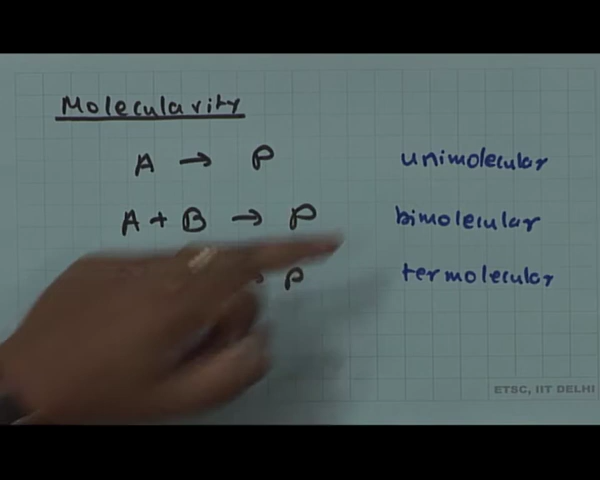 Molecularity
A → P unimolecular
A + B → P bimolecular
→ P termolecular
ETSC, IIT DELHI